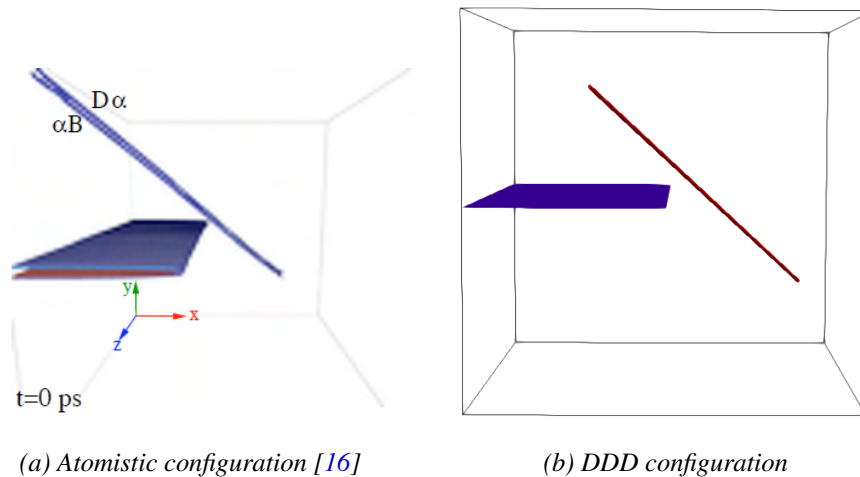 Dα
αB
y
x
z
t=0 ps
(a) Atomistic configuration [16]
(b) DDD configuration